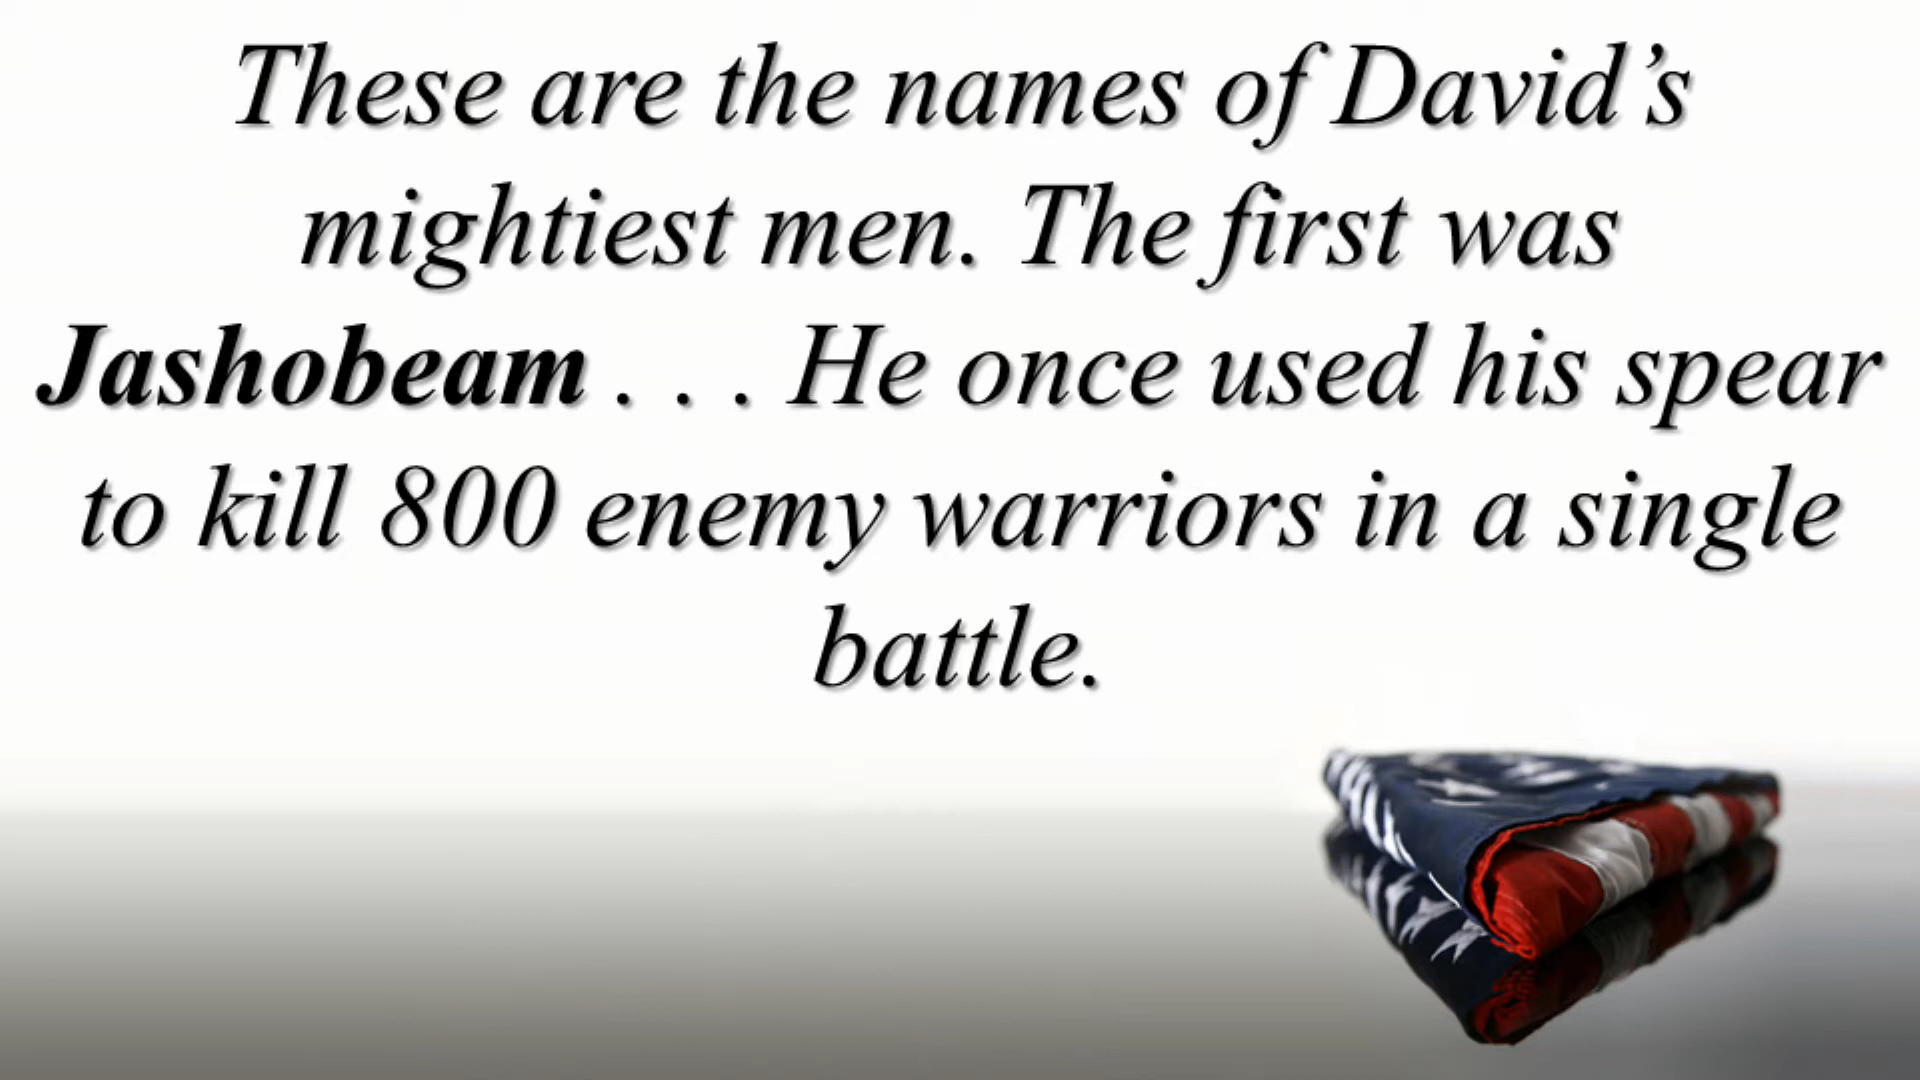 These are the names of David’s
mightiest men. The first was
Jashobeam . . . He once used his spear
to kill 800 enemy warriors in a single
battle.